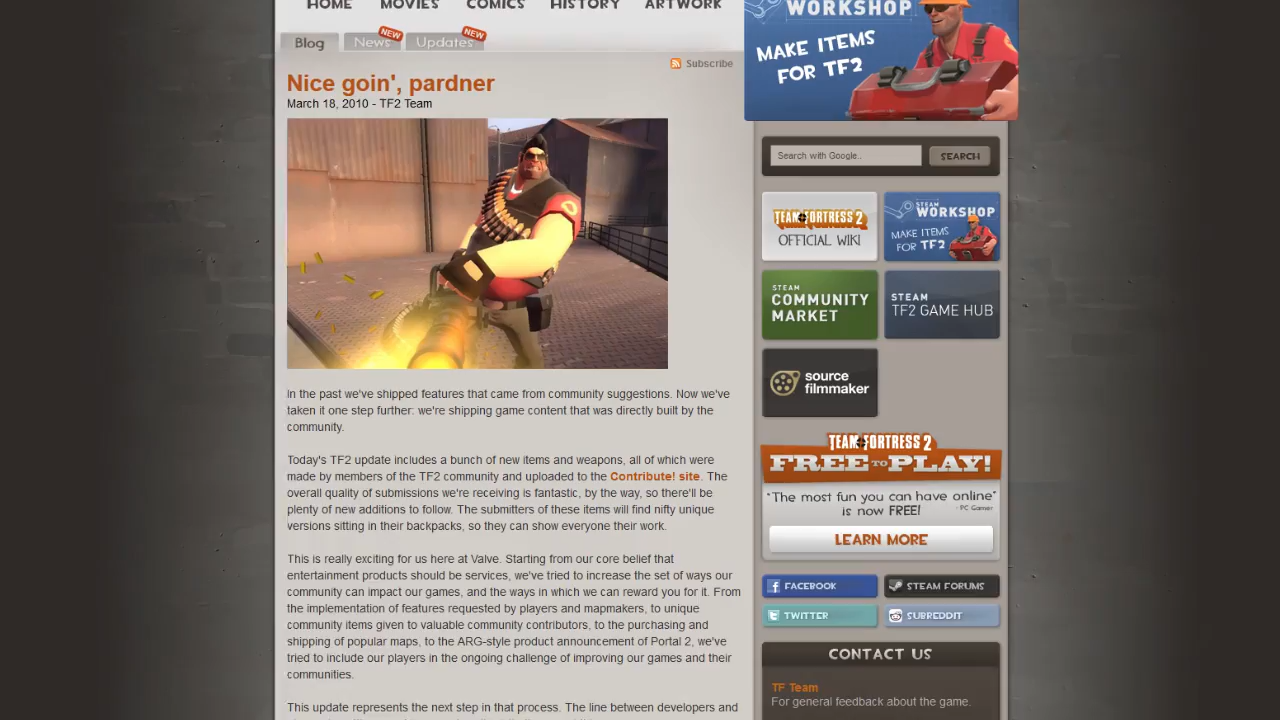 HOME MOVIES COMICS HISTORY ARTWORK
WORKSHOP
MAKE ITEMS
FOR TF2
Blog News NEW Updates NEW
Subscribe
Nice goin', pardner
March 18, 2010 - TF2 Team
In the past we've shipped features that came from community suggestions. Now we've
taken it one step further: we're shipping game content that was directly built by the
community.
Today's TF2 update includes a bunch of new items and weapons, all of which were
made by members of the TF2 community and uploaded to the Contribute! site. The
overall quality of submissions we're receiving is fantastic, by the way, so there'll be
plenty of new additions to follow. The submitters of these items will find nifty unique
versions sitting in their backpacks, so they can show everyone their work.
This is really exciting for us here at Valve. Starting from our core belief that
entertainment products should be services, we've tried to increase the set of ways our
community can impact our games, and the ways in which we can reward you for it. From
the implementation of features requested by players and mapmakers, to unique
community items given to valuable community contributors, to the purchasing and
shipping of popular maps, to the ARG-style product announcement of Portal 2, we've
tried to include our players in the ongoing challenge of improving our games and their
communities.
This update represents the next step in that process. The line between developers and
Search with Google.. SEARCH
TEAM FORTRESS 2
OFFICIAL WIKI
STEAM
WORKSHOP
MAKE ITEMS
FOR TF2
STEAM
COMMUNITY
MARKET
STEAM
TF2 GAME HUB
source
filmmaker
TEAM FORTRESS 2
FREE TO PLAY!
"The most fun you can have online"
is now FREE! - PC Gamer
LEARN MORE
FACEBOOK STEAM FORUMS
TWITTER SUBREDDIT
CONTACT US
TF Team
For general feedback about the game.